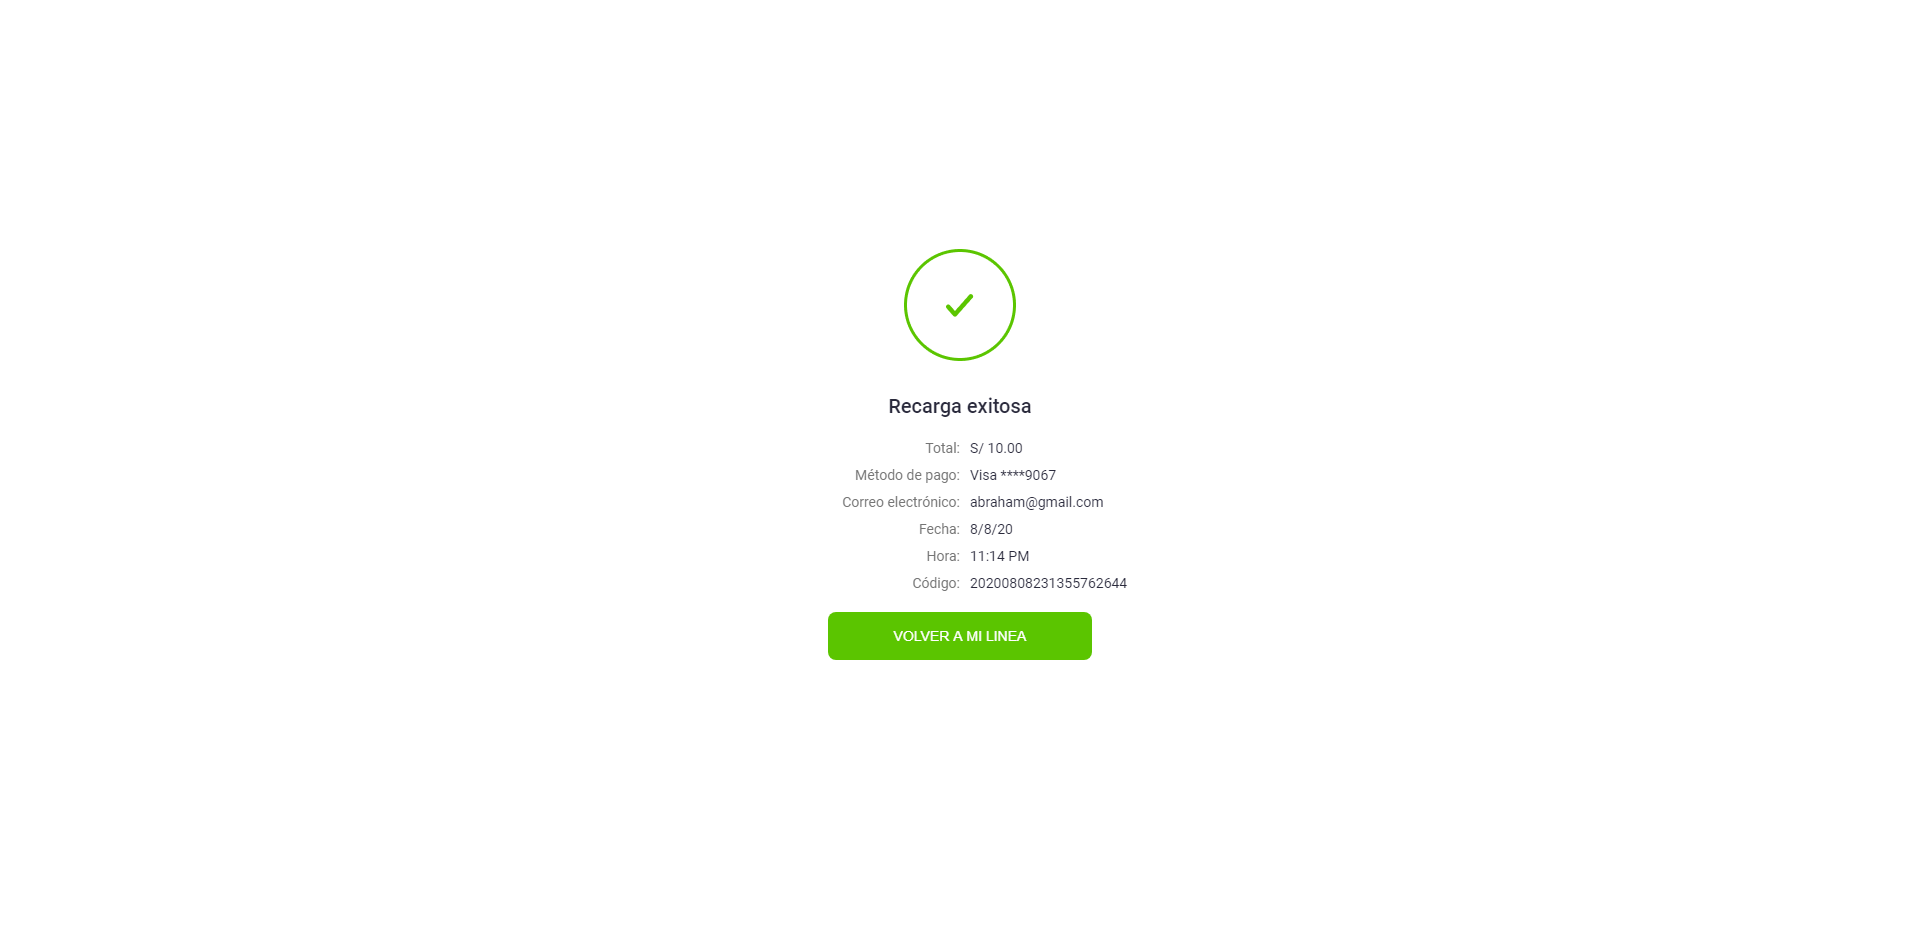 Recarga exitosa
Total: S/ 10.00
Método de pago: Visa ****9067
Correo electrónico: abraham@gmail.com
Fecha: 8/8/20
Hora: 11:14 PM
Código: 20200808231355762644
VOLVER A MI LINEA